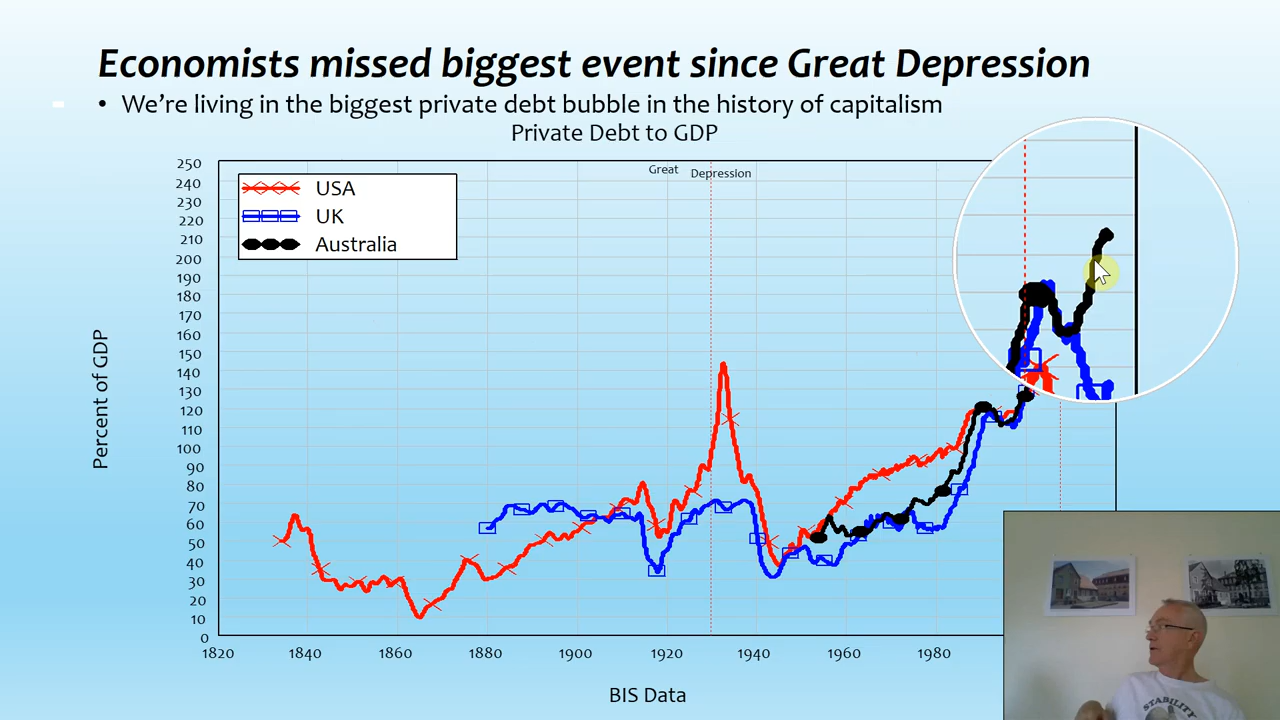 Economists missed biggest event since Great Depression
• We’re living in the biggest private debt bubble in the history of capitalism
Private Debt to GDP
Great Depression
USA
UK
Australia
250
240
230
220
210
200
190
180
170
160
150
140
130
120
110
100
90
80
70
60
50
40
30
20
10
0
Percent of GDP
1820 1840 1860 1880 1900 1920 1940 1960 1980
BIS Data
STABILITY